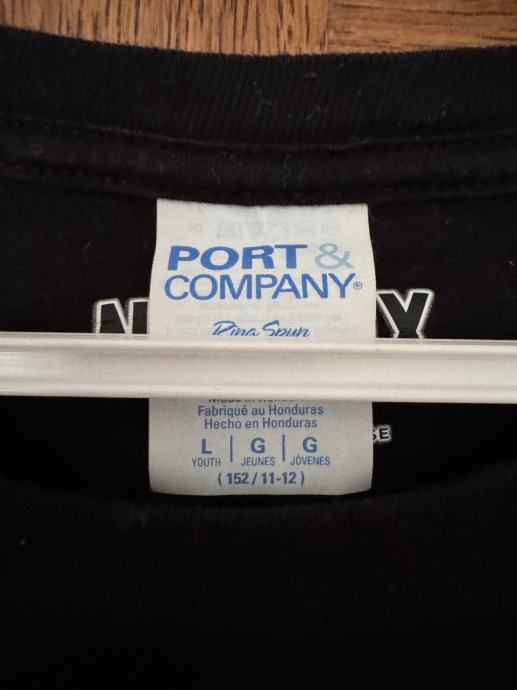 PORT &
COMPANY®
Ring Spun
Fabriqué au Honduras
Hecho en Honduras
L | G | G
YOUTH JEUNES JÓVENES
( 152 / 11-12 )